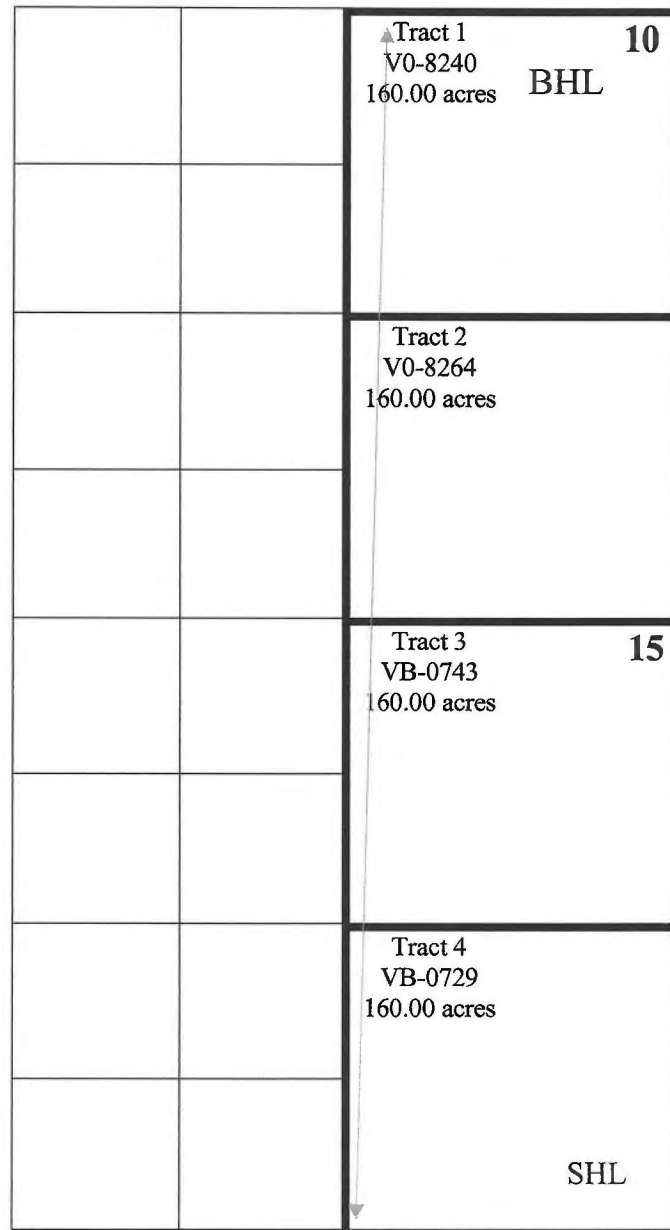 Tract 1
10
V0-8240
BHL
160.00 acres
Tract 2
V0-8264
160.00 acres
Tract 3
15
VB-0743
160.00 acres
Tract 4
VB-0729
160.00 acres
SHL